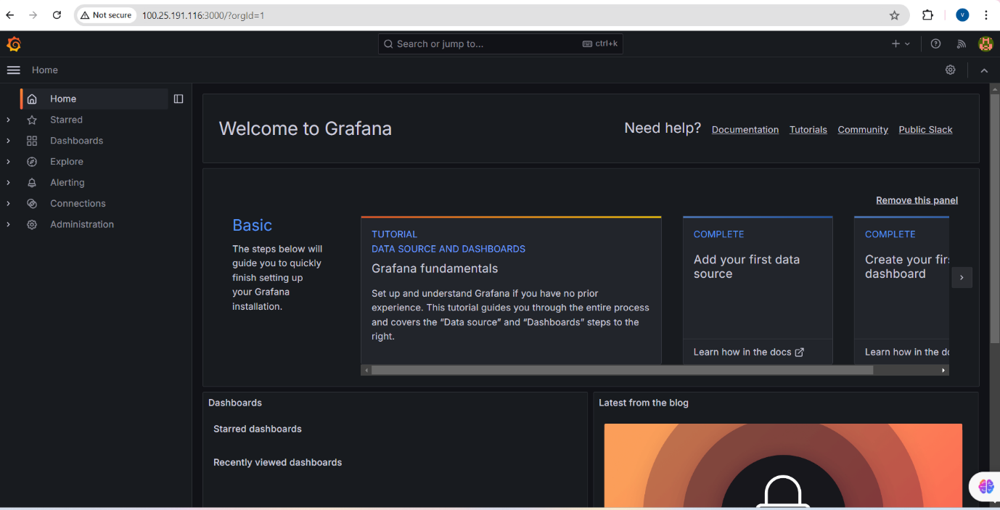 Not secure
100.25.191.116:3000/?orgId=1
V
Search or jump to...
ctrl+k
Home
Home
Starred
Dashboards
Explore
Alerting
Connections
Administration
Welcome to Grafana
Need help?
Documentation
Tutorials
Community
Public Slack
Remove this panel
Basic
The steps below will
guide you to quickly
finish setting up
your Grafana
installation.
TUTORIAL
DATA SOURCE AND DASHBOARDS
Grafana fundamentals
Set up and understand Grafana if you have no prior
experience. This tutorial guides you through the entire process
and covers the “Data source” and “Dashboards” steps to the
right.
COMPLETE
Add your first data
source
Learn how in the docs
COMPLETE
Create your firs
dashboard
Learn how in the do
Dashboards
Starred dashboards
Recently viewed dashboards
Latest from the blog